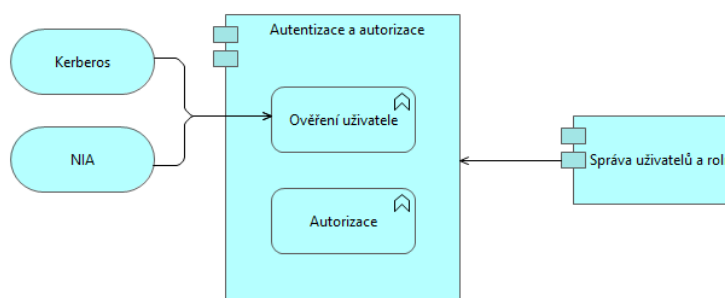 Autentizace a autorizace
Kerberos
Ověření uživatele
NIA
Správa uživatelů a rol
Autorizace